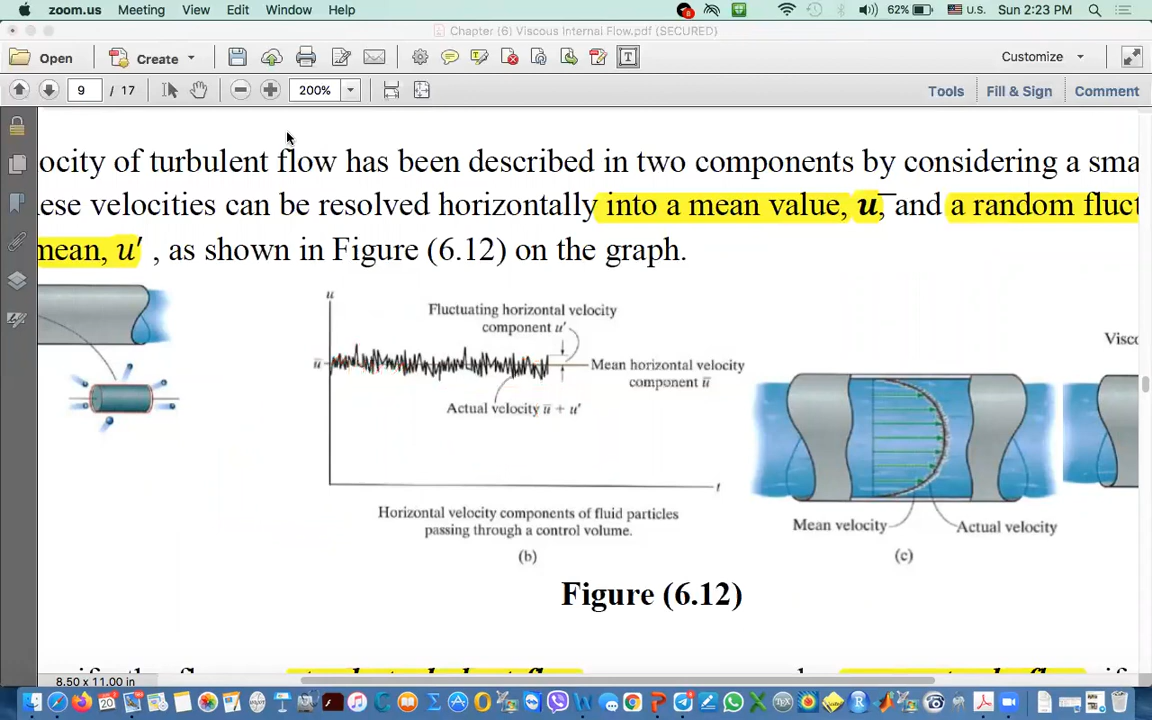 zoom.us Meeting View Edit Window Help 62% U.S. Sun 2:23 PM
Chapter (6) Viscous Internal Flow.pdf (SECURED)
Open Create Customize
9 / 17 200% Tools Fill & Sign Comment
ocity of turbulent flow has been described in two components by considering a sma
ese velocities can be resolved horizontally into a mean value, u̅, and a random fluct
mean, u′ , as shown in Figure (6.12) on the graph.
u
Fluctuating horizontal velocity
component u′
u̅
Mean horizontal velocity
component u̅
Actual velocity u̅ + u′
t
Horizontal velocity components of fluid particles
passing through a control volume.
(b)
Visc
Mean velocity
Actual velocity
(c)
Figure (6.12)
8.50 x 11.00 in